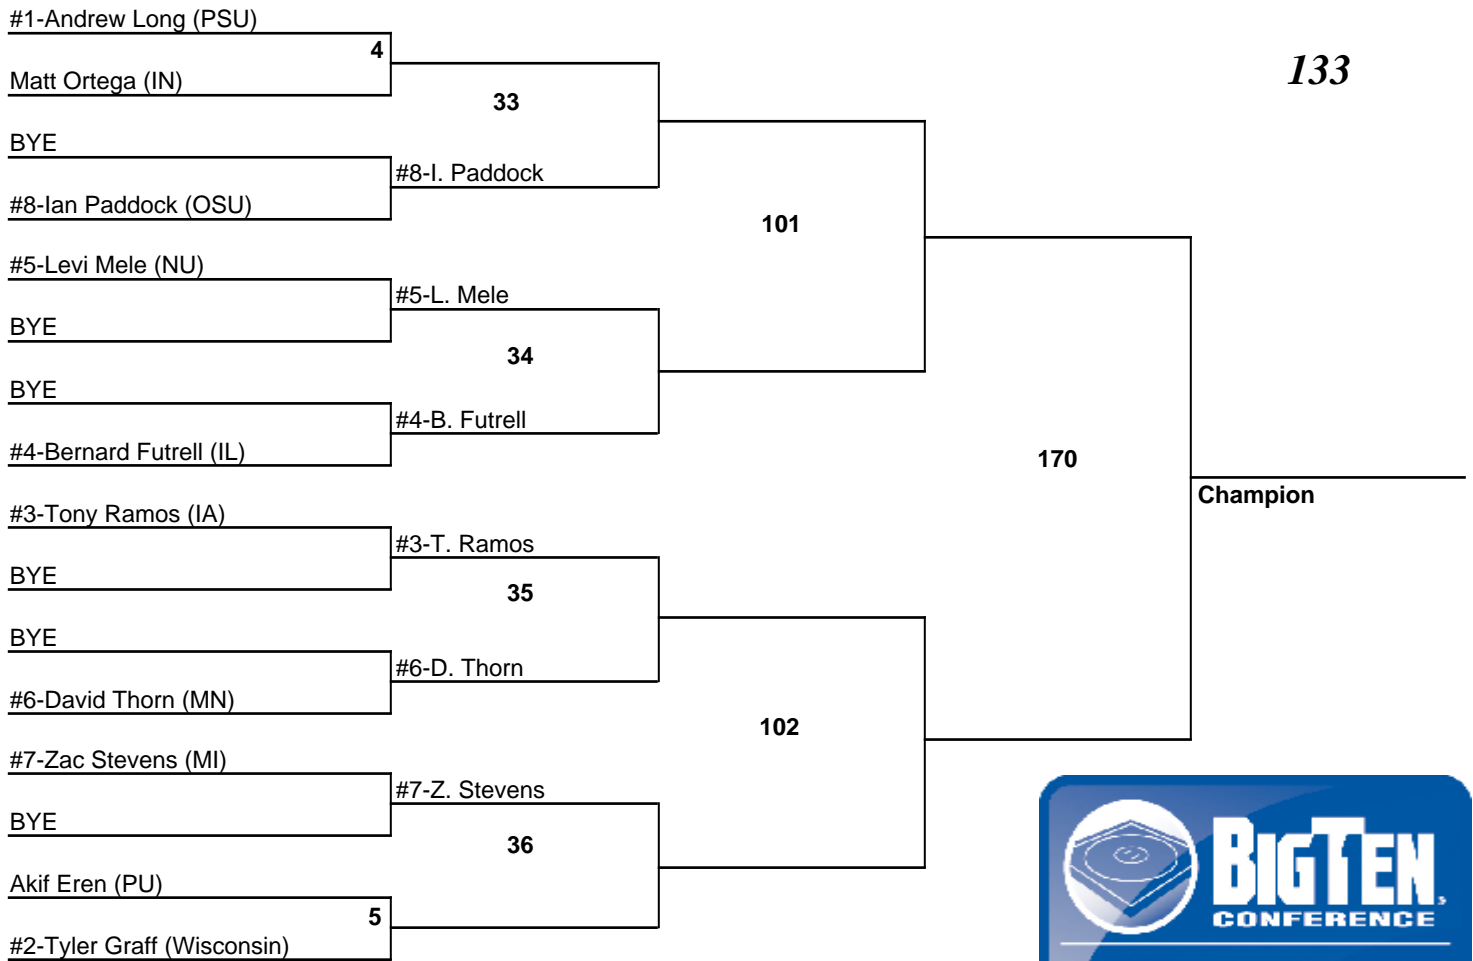 #1-Andrew Long (PSU)
4
133
Matt Ortega (IN)
33
BYE
#8-I. Paddock
#8-Ian Paddock (OSU)
101
#5-Levi Mele (NU)
#5-L. Mele
BYE
34
BYE
#4-B. Futrell
#4-Bernard Futrell (IL)
170
Champion
#3-Tony Ramos (IA)
#3-T. Ramos
BYE
35
BYE
#6-D. Thorn
#6-David Thorn (MN)
102
#7-Zac Stevens (MI)
#7-Z. Stevens
BYE
36
Akif Eren (PU)
5
#2-Tyler Graff (Wisconsin)
BIGTEN
CONFERENCE